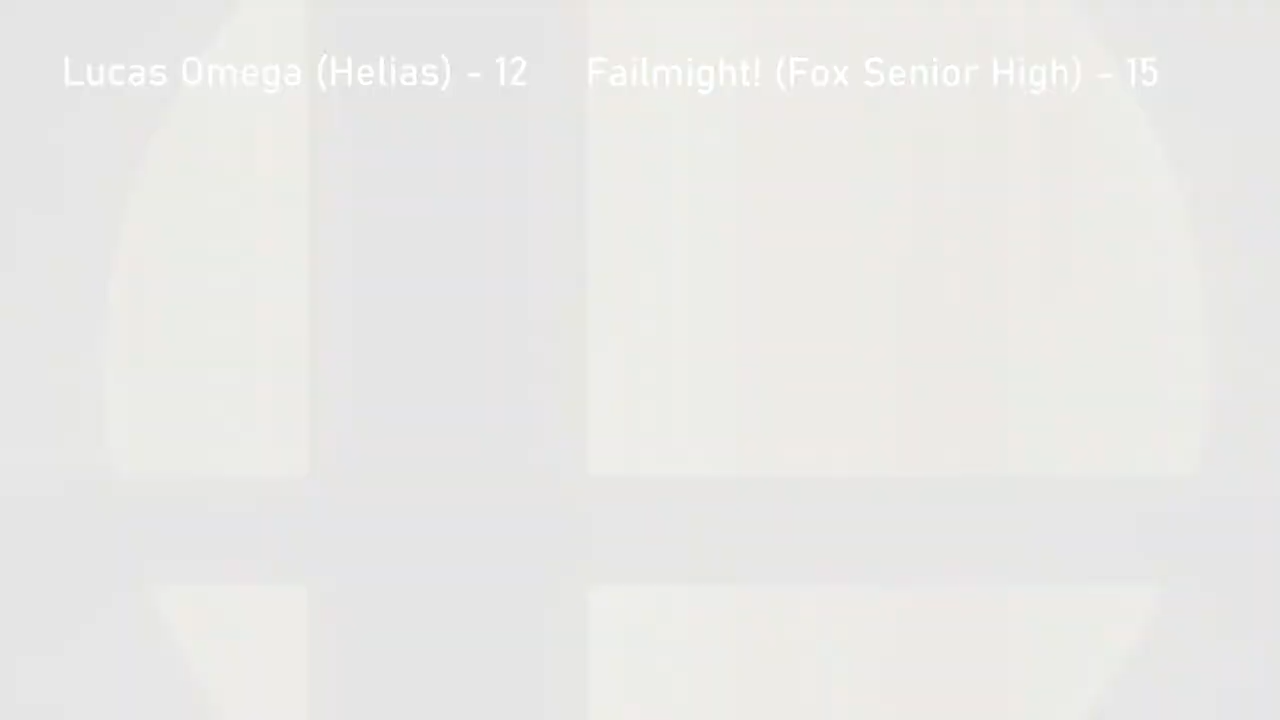 Lucas Omega (Helias) - 12
Failmight! (Fox Senior High) - 15